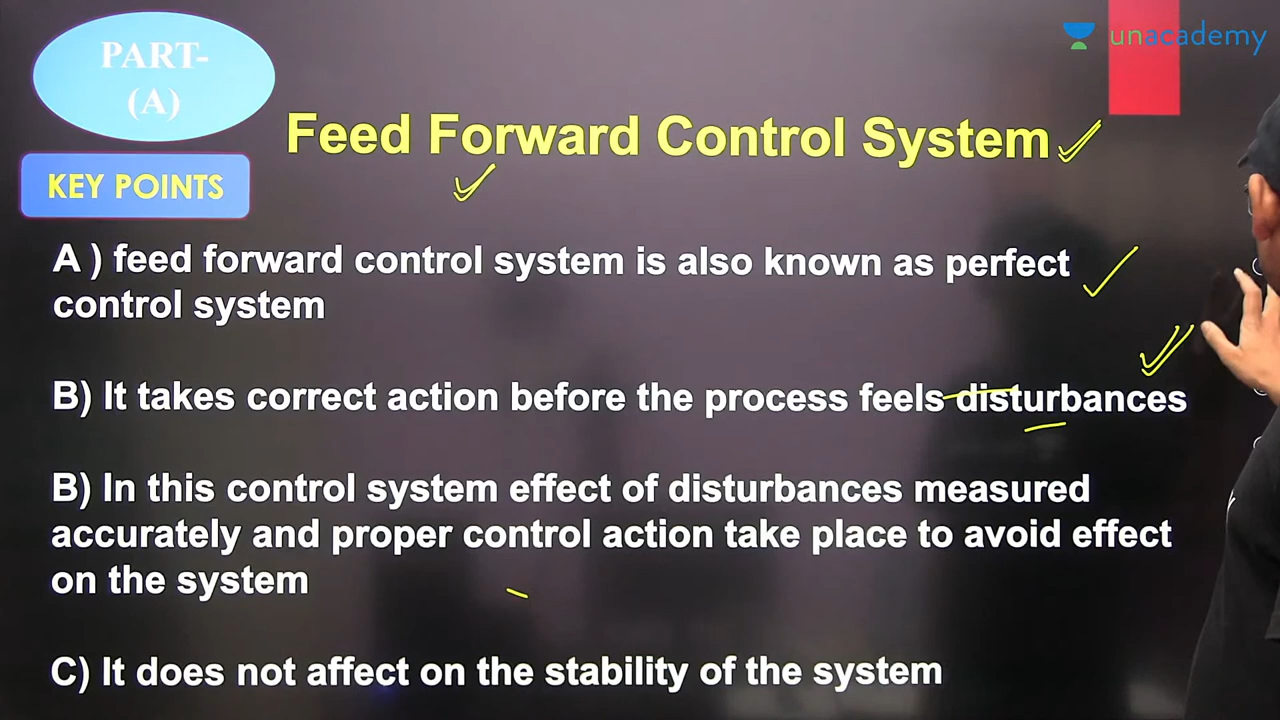 PART-
(A)
unacademy
Feed Forward Control System
KEY POINTS
A ) feed forward control system is also known as perfect
control system
B) It takes correct action before the process feels disturbances
B) In this control system effect of disturbances measured
accurately and proper control action take place to avoid effect
on the system
C) It does not affect on the stability of the system